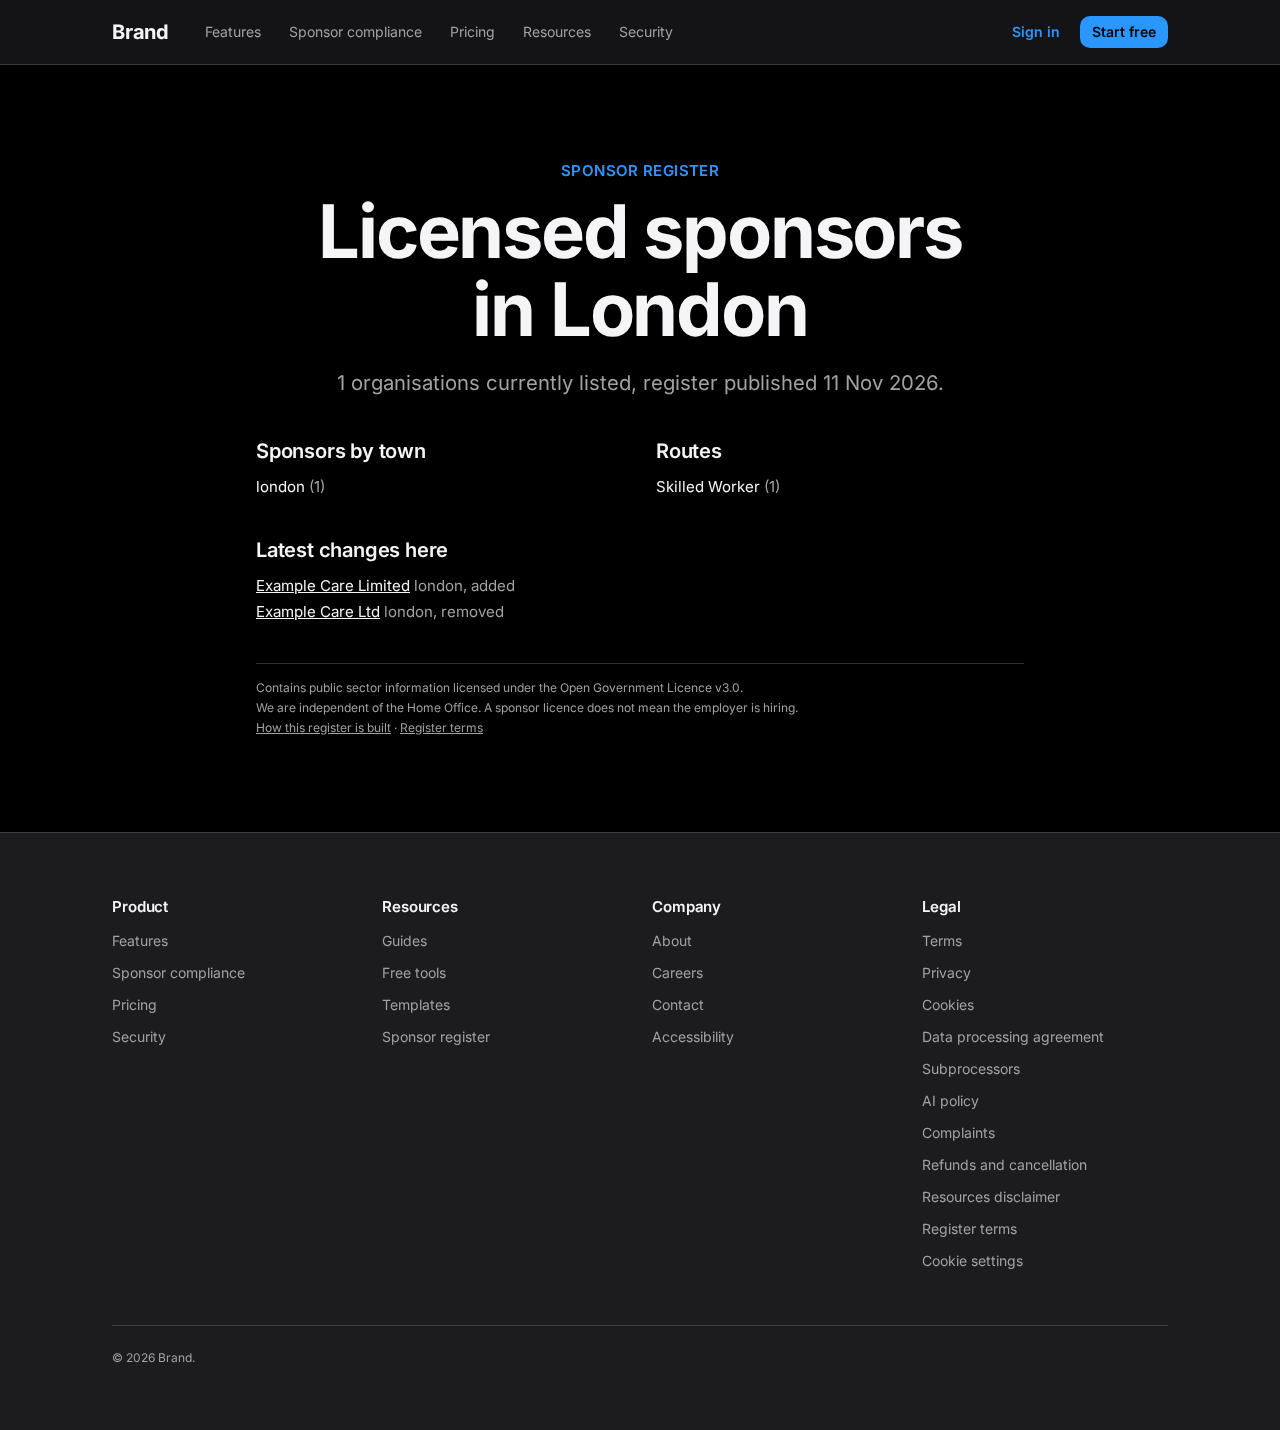 Brand
Features
Sponsor compliance
Pricing
Resources
Security
Sign in
Start free
SPONSOR REGISTER
Licensed sponsors
in London
1 organisations currently listed, register published 11 Nov 2026.
Sponsors by town
london (1)
Routes
Skilled Worker (1)
Latest changes here
Example Care Limited london, added
Example Care Ltd london, removed
Contains public sector information licensed under the Open Government Licence v3.0.
We are independent of the Home Office. A sponsor licence does not mean the employer is hiring.
How this register is built · Register terms
Product
Features
Sponsor compliance
Pricing
Security
Resources
Guides
Free tools
Templates
Sponsor register
Company
About
Careers
Contact
Accessibility
Legal
Terms
Privacy
Cookies
Data processing agreement
Subprocessors
AI policy
Complaints
Refunds and cancellation
Resources disclaimer
Register terms
Cookie settings
© 2026 Brand.